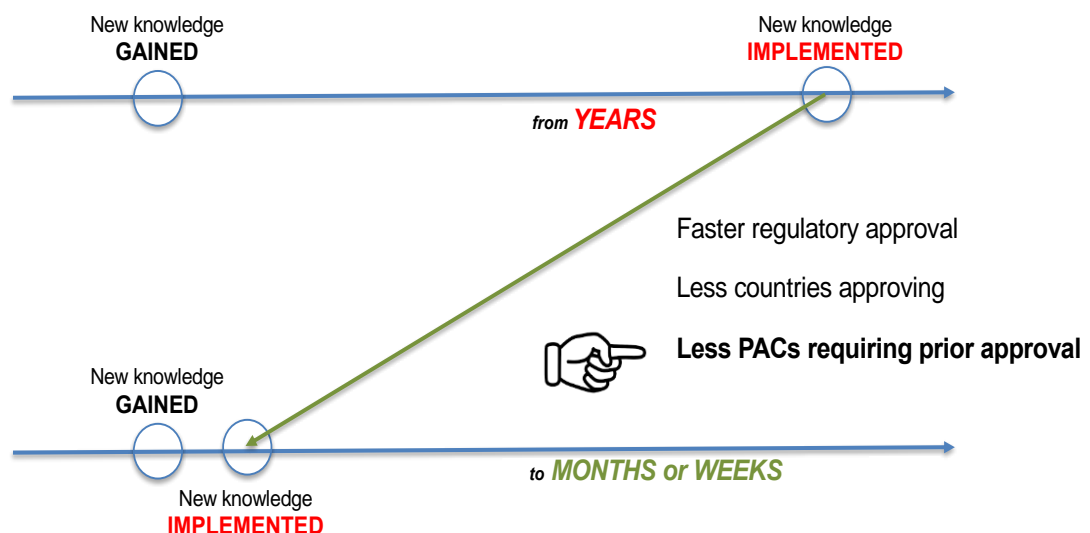 New knowledge
GAINED
New knowledge
IMPLEMENTED
from YEARS
Faster regulatory approval
Less countries approving
Less PACs requiring prior approval
New knowledge
GAINED
to MONTHS or WEEKS
New knowledge
IMPLEMENTED